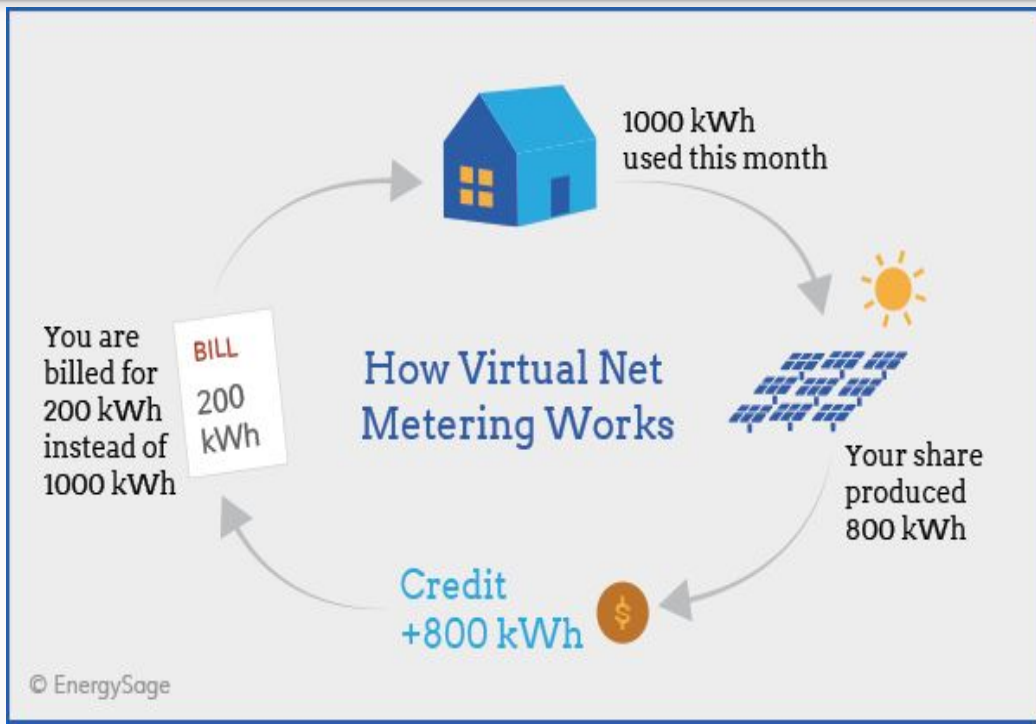 1000 kWh
used this month
Your share
produced
800 kWh
Credit
+800 kWh
$
You are
billed for
200 kWh
instead of
1000 kWh
BILL
200
kWh
How Virtual Net
Metering Works
© EnergySage